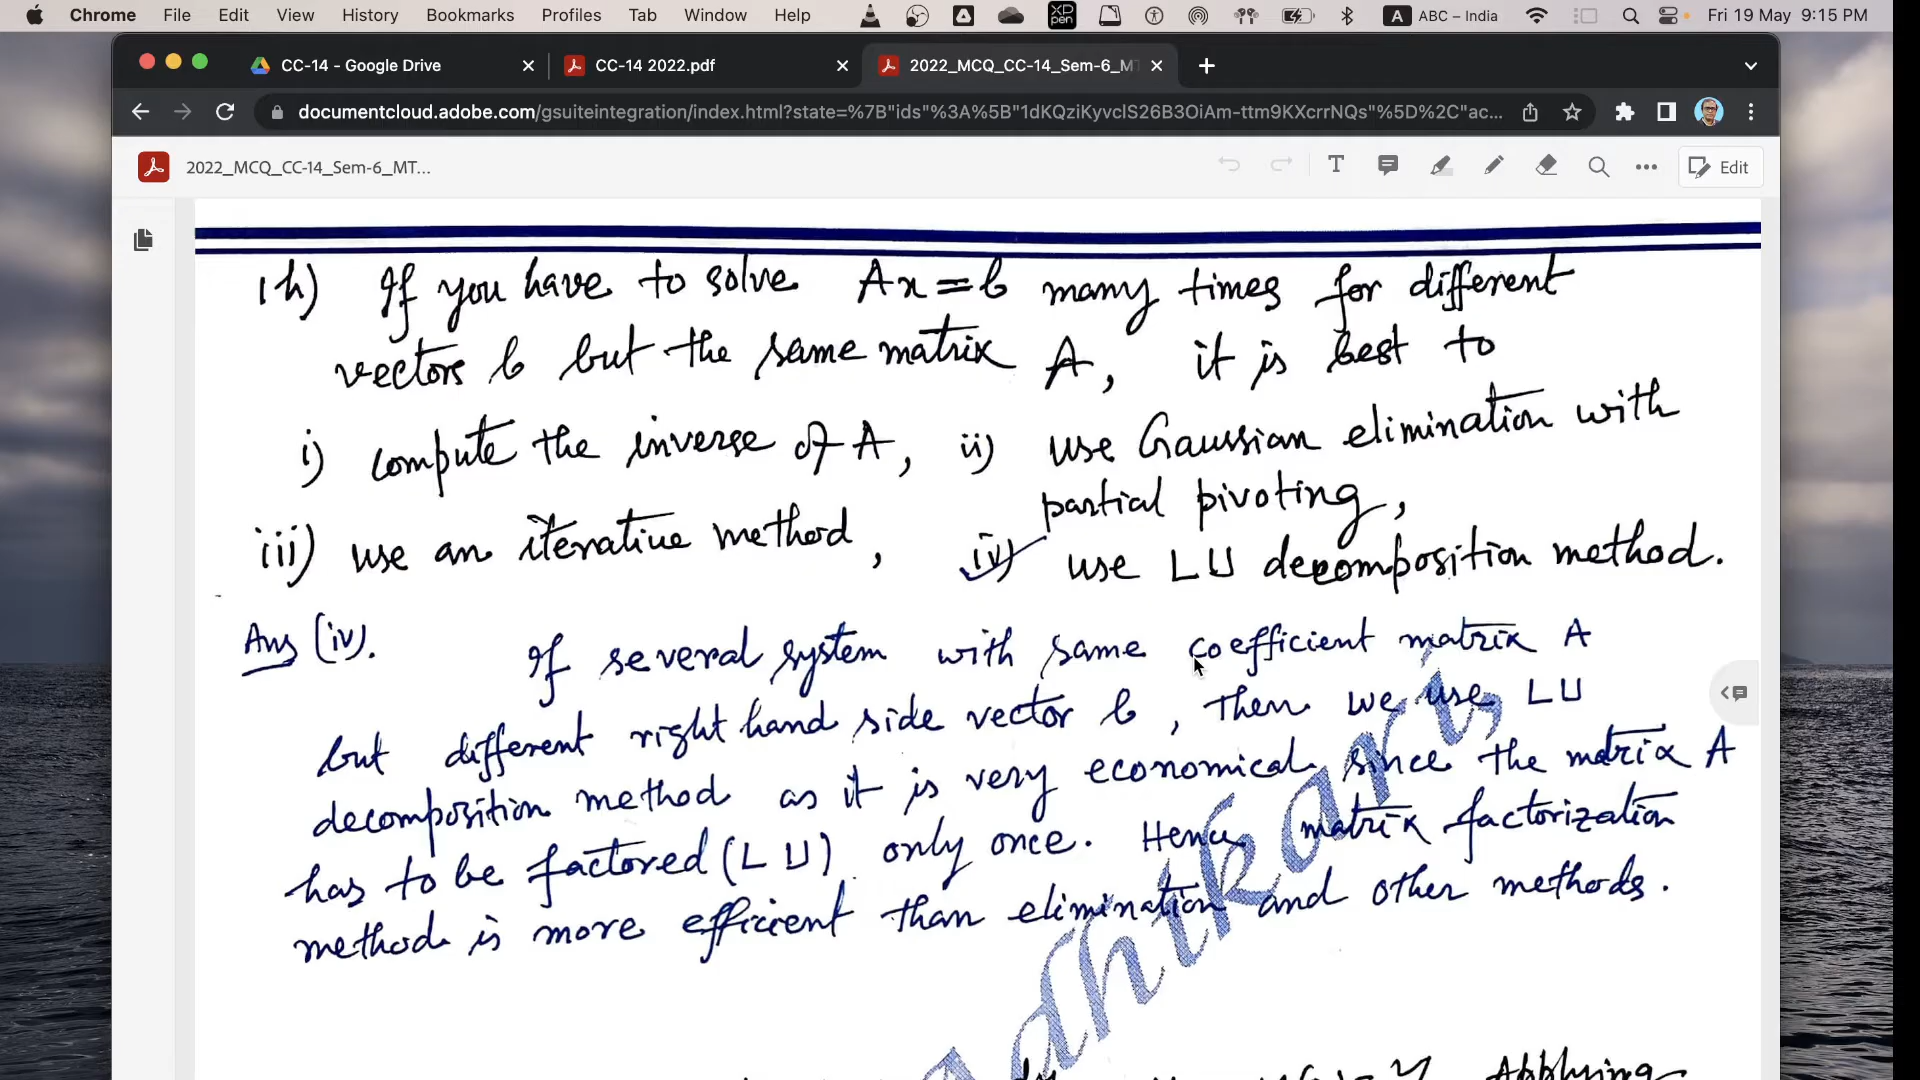 Chrome File Edit View History Bookmarks Profiles Tab Window Help XP pen A ABC – India Fri 19 May 9:15 PM
CC-14 - Google Drive CC-14 2022.pdf 2022_MCQ_CC-14_Sem-6_MT
documentcloud.adobe.com/gsuiteintegration/index.html?state=%7B"ids"%3A%5B"1dKQziKyvclS26B3OiAm-ttm9KXcrrNQs"%5D%2C"ac...
2022_MCQ_CC-14_Sem-6_MT... T Edit
1h) If you have to solve Ax=b many times for different
vectors b but the same matrix A, it is best to
i) compute the inverse of A, ii) use Gaussian elimination with
partial pivoting,
iii) use an iterative method, iv) use LU decomposition method.
Ans (iv). If several system with same coefficient matrix A
but different right hand side vector b, then we use LU
decomposition method as it is very economical since the matrix A
has to be factored (LU) only once. Hence matrix factorization
method is more efficient than elimination and other methods.
Applying